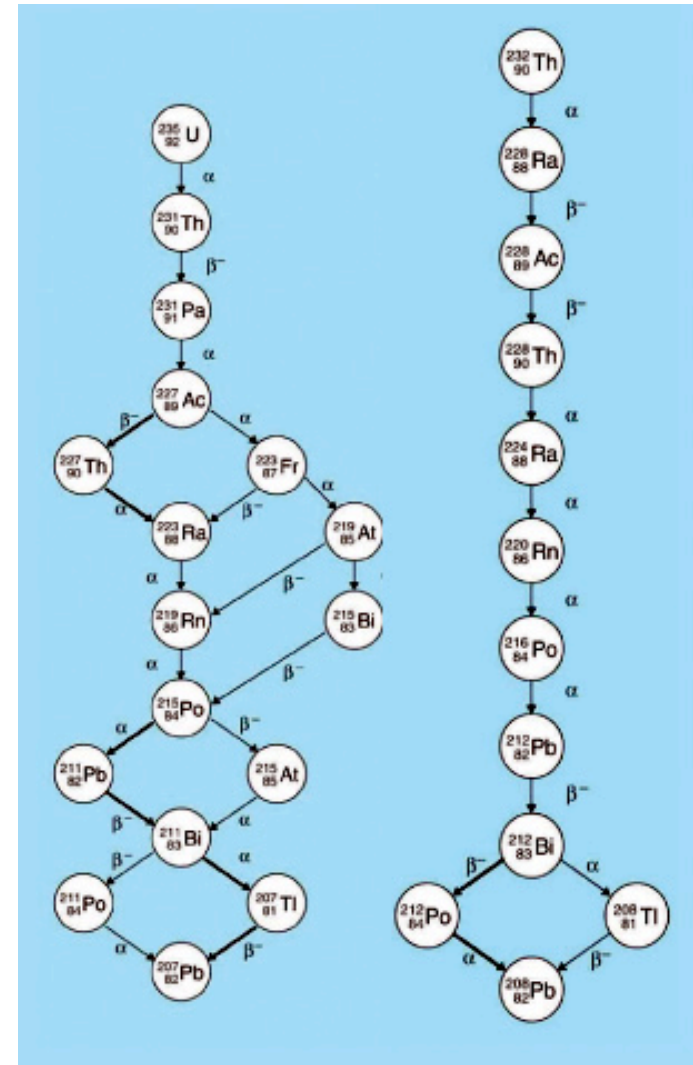 235 92 U
α
231 90 Th
β−
231 91 Pa
α
227 89 Ac
β− α
227 90 Th 223 87 Fr
α β− α
223 88 Ra 219 85 At
α β−
219 86 Rn 215 83 Bi
α β−
215 84 Po
α β−
211 82 Pb 215 85 At
β− α
211 83 Bi
β− α
211 84 Po 207 81 Tl
α β−
207 82 Pb
232 90 Th
α
228 88 Ra
β−
228 89 Ac
β−
228 90 Th
α
224 88 Ra
α
220 86 Rn
α
216 84 Po
α
212 82 Pb
β−
212 83 Bi
β− α
212 84 Po 208 81 Tl
α β−
208 82 Pb